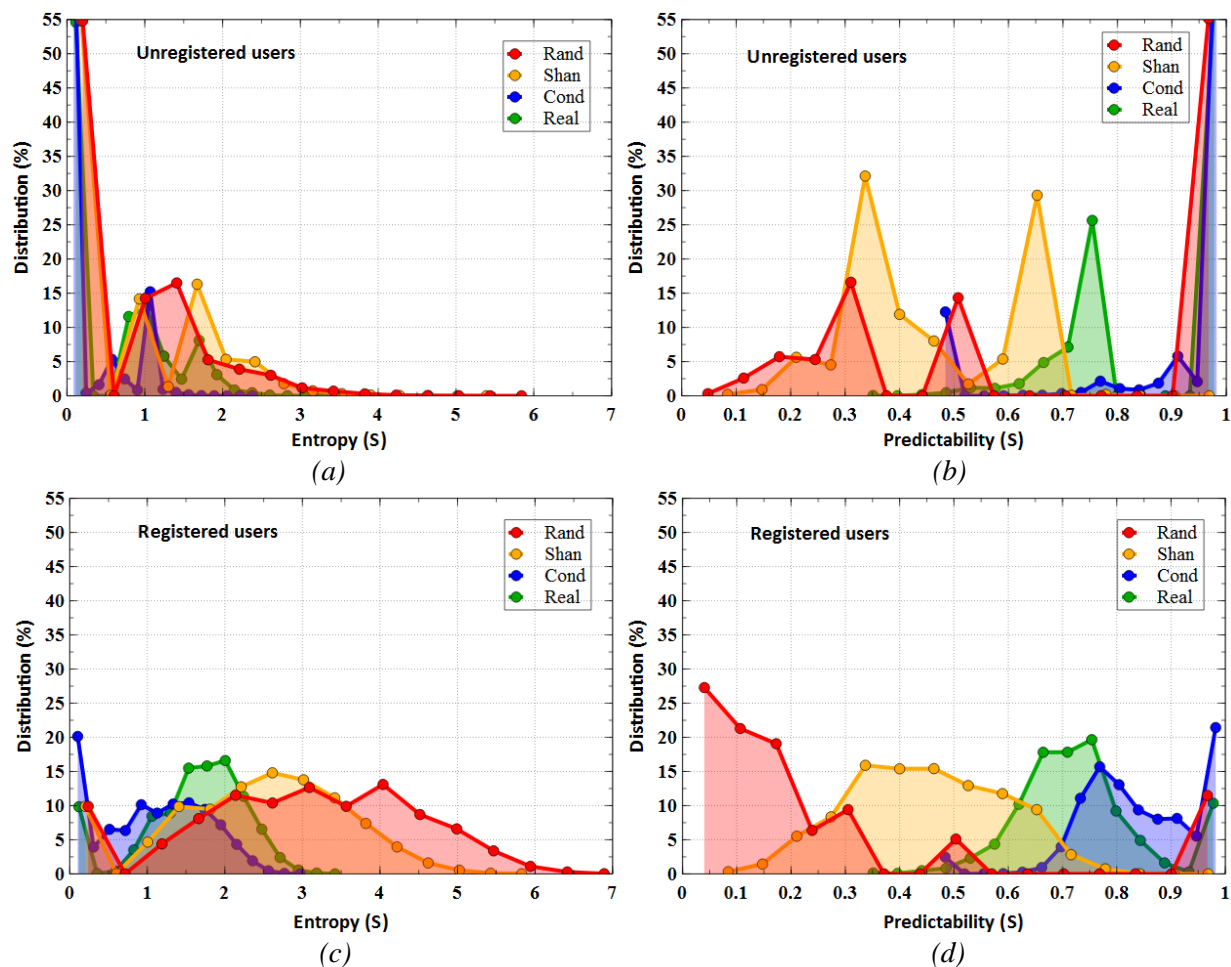 55
50
45
40
35
30
25
20
15
10
5
0
Distribution (%)
Unregistered users
Rand
Shan
Cond
Real
0 1 2 3 4 5 6 7
Entropy (S)
(a)
55
50
45
40
35
30
25
20
15
10
5
0
Distribution (%)
Unregistered users
Rand
Shan
Cond
Real
0.1 0.2 0.3 0.4 0.5 0.6 0.7 0.8 0.9 1
Predictability (S)
(b)
55
50
45
40
35
30
25
20
15
10
5
0
Distribution (%)
Registered users
Rand
Shan
Cond
Real
0 1 2 3 4 5 6 7
Entropy (S)
(c)
55
50
45
40
35
30
25
20
15
10
5
0
Distribution (%)
Registered users
Rand
Shan
Cond
Real
0.1 0.2 0.3 0.4 0.5 0.6 0.7 0.8 0.9 1
Predictability (S)
(d)